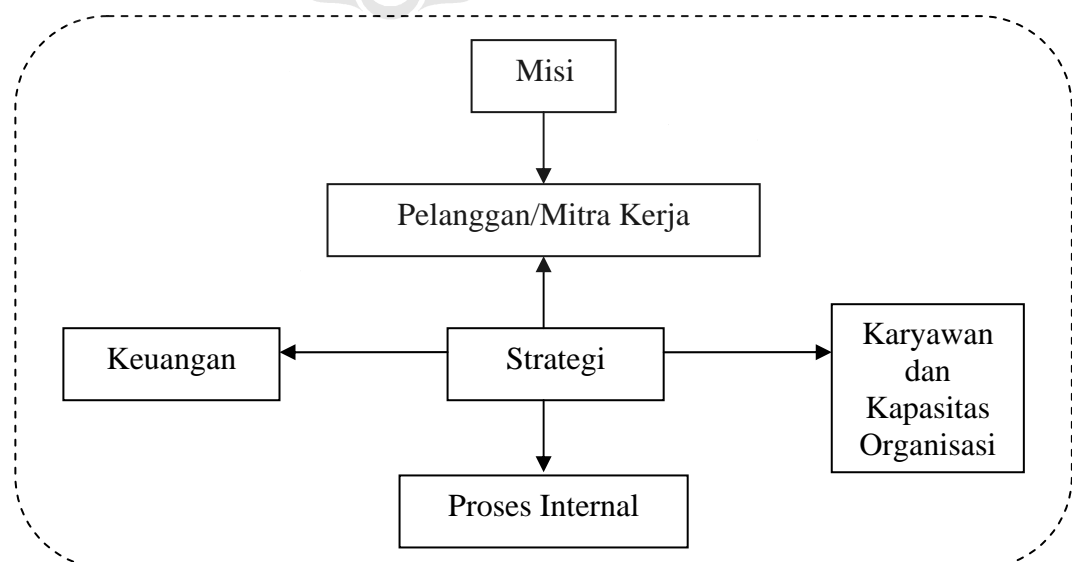 Misi
Pelanggan/Mitra Kerja
Keuangan
Strategi
Karyawan
dan
Kapasitas
Organisasi
Proses Internal